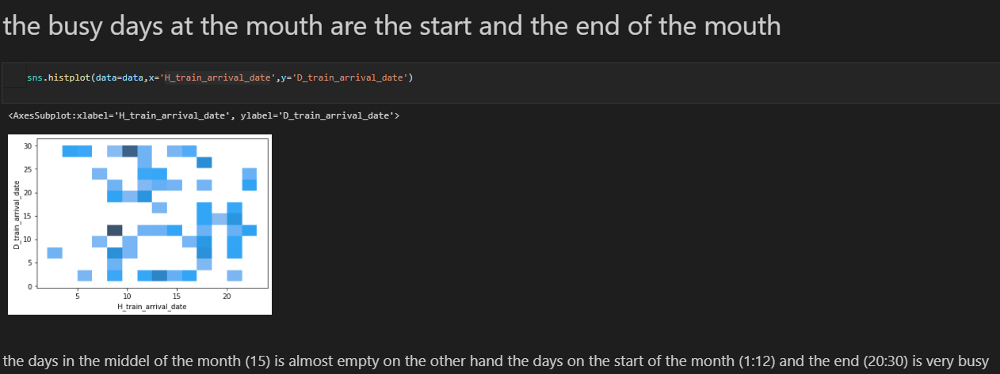 the busy days at the mouth are the start and the end of the mouth
sns.histplot(data=data,x='H_train_arrival_date',y='D_train_arrival_date')
<AxesSubplot:xlabel='H_train_arrival_date', ylabel='D_train_arrival_date'>
30
25
20
15
10
5
0
D_train_arrival_date
5 10 15 20
H_train_arrival_date
the days in the middel of the month (15) is almost empty on the other hand the days on the start of the month (1:12) and the end (20:30) is very busy